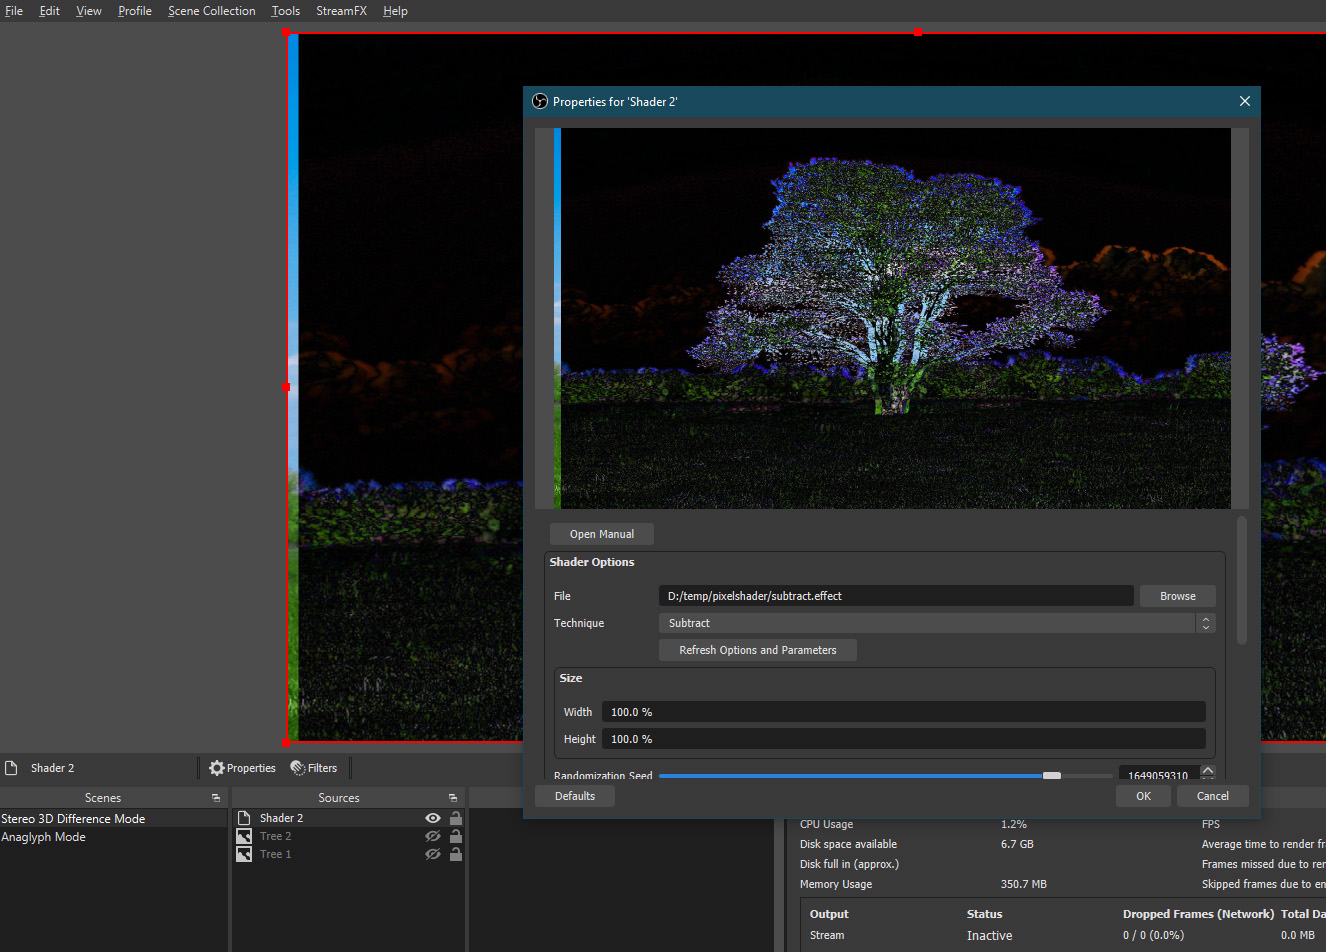 File Edit View Profile Scene Collection Tools StreamFX Help
Properties for 'Shader 2'
Open Manual
Shader Options
File D:/temp/pixelshader/subtract.effect Browse
Technique Subtract
Refresh Options and Parameters
Size
Width 100.0 %
Height 100.0 %
Randomization Seed 1649059310
Defaults OK Cancel
Shader 2 Properties Filters
Scenes
Stereo 3D Difference Mode
Anaglyph Mode
Sources
Shader 2
Tree 2
Tree 1
CPU Usage 1.2% FPS
Disk space available 6.7 GB Average time to render fr
Disk full in (approx.) Frames missed due to ren
Memory Usage 350.7 MB Skipped frames due to en
Output Status Dropped Frames (Network) Total Da
Stream Inactive 0 / 0 (0.0%) 0.0 MB